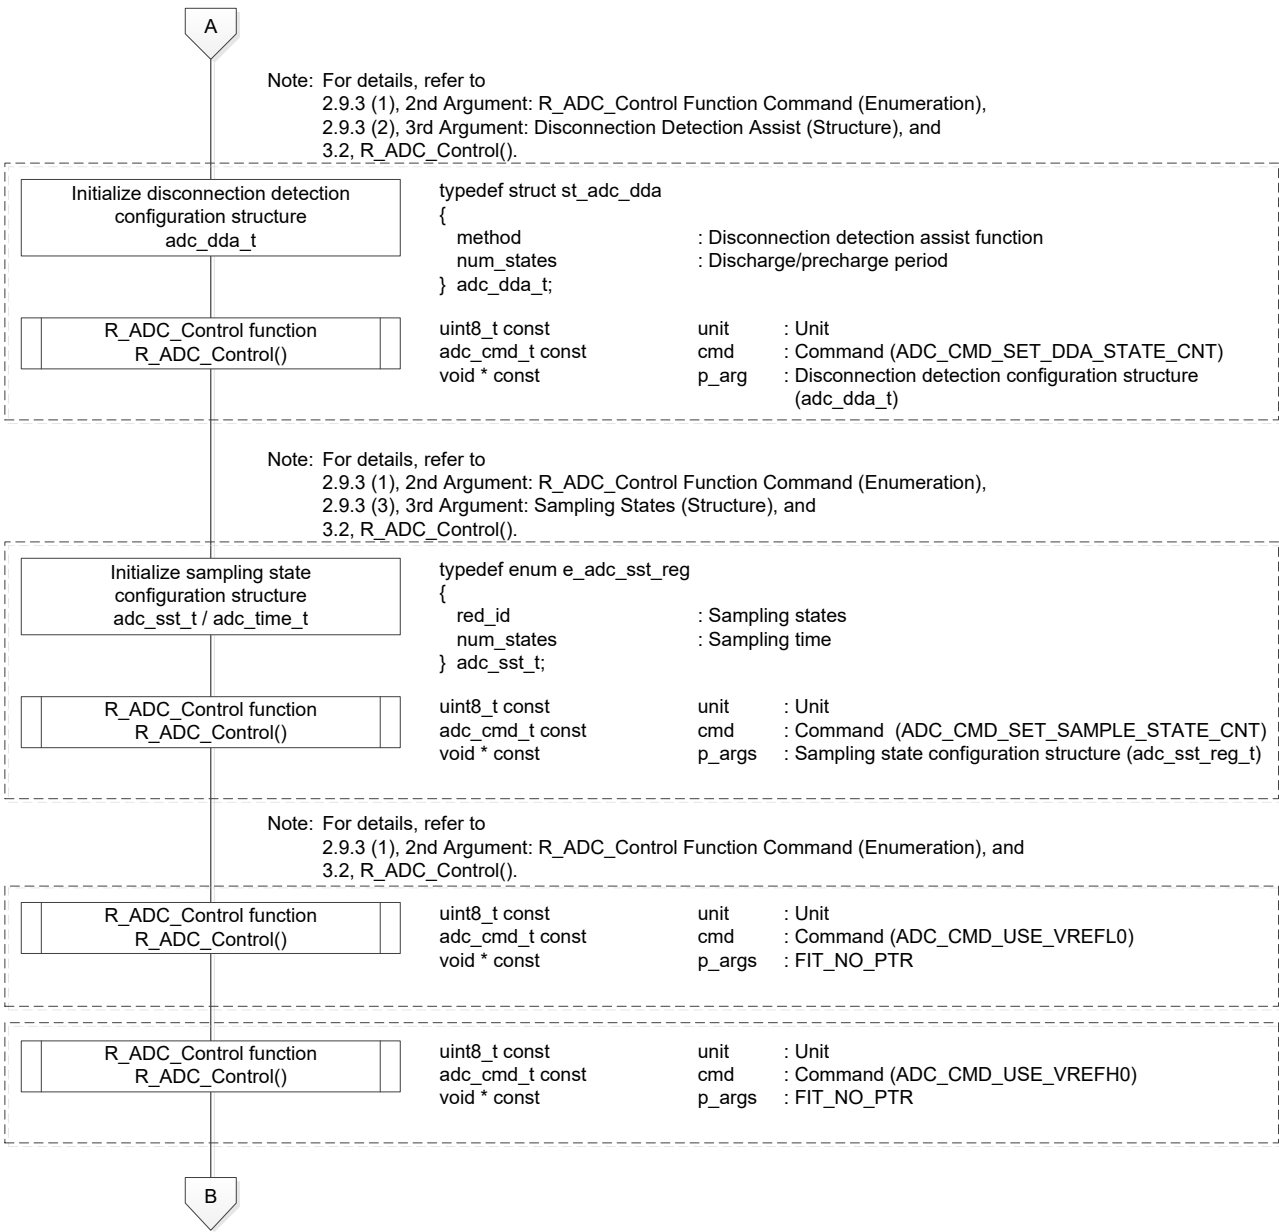 A
Note: For details, refer to
2.9.3 (1), 2nd Argument: R_ADC_Control Function Command (Enumeration),
2.9.3 (2), 3rd Argument: Disconnection Detection Assist (Structure), and
3.2, R_ADC_Control().
Initialize disconnection detection
configuration structure
adc_dda_t
typedef struct st_adc_dda
{
method : Disconnection detection assist function
num_states : Discharge/precharge period
} adc_dda_t;
R_ADC_Control function
R_ADC_Control()
uint8_t const unit : Unit
adc_cmd_t const cmd : Command (ADC_CMD_SET_DDA_STATE_CNT)
void * const p_arg : Disconnection detection configuration structure
(adc_dda_t)
Note: For details, refer to
2.9.3 (1), 2nd Argument: R_ADC_Control Function Command (Enumeration),
2.9.3 (3), 3rd Argument: Sampling States (Structure), and
3.2, R_ADC_Control().
Initialize sampling state
configuration structure
adc_sst_t / adc_time_t
typedef enum e_adc_sst_reg
{
red_id : Sampling states
num_states : Sampling time
} adc_sst_t;
R_ADC_Control function
R_ADC_Control()
uint8_t const unit : Unit
adc_cmd_t const cmd : Command (ADC_CMD_SET_SAMPLE_STATE_CNT)
void * const p_args : Sampling state configuration structure (adc_sst_reg_t)
Note: For details, refer to
2.9.3 (1), 2nd Argument: R_ADC_Control Function Command (Enumeration), and
3.2, R_ADC_Control().
R_ADC_Control function
R_ADC_Control()
uint8_t const unit : Unit
adc_cmd_t const cmd : Command (ADC_CMD_USE_VREFL0)
void * const p_args : FIT_NO_PTR
R_ADC_Control function
R_ADC_Control()
uint8_t const unit : Unit
adc_cmd_t const cmd : Command (ADC_CMD_USE_VREFH0)
void * const p_args : FIT_NO_PTR
B